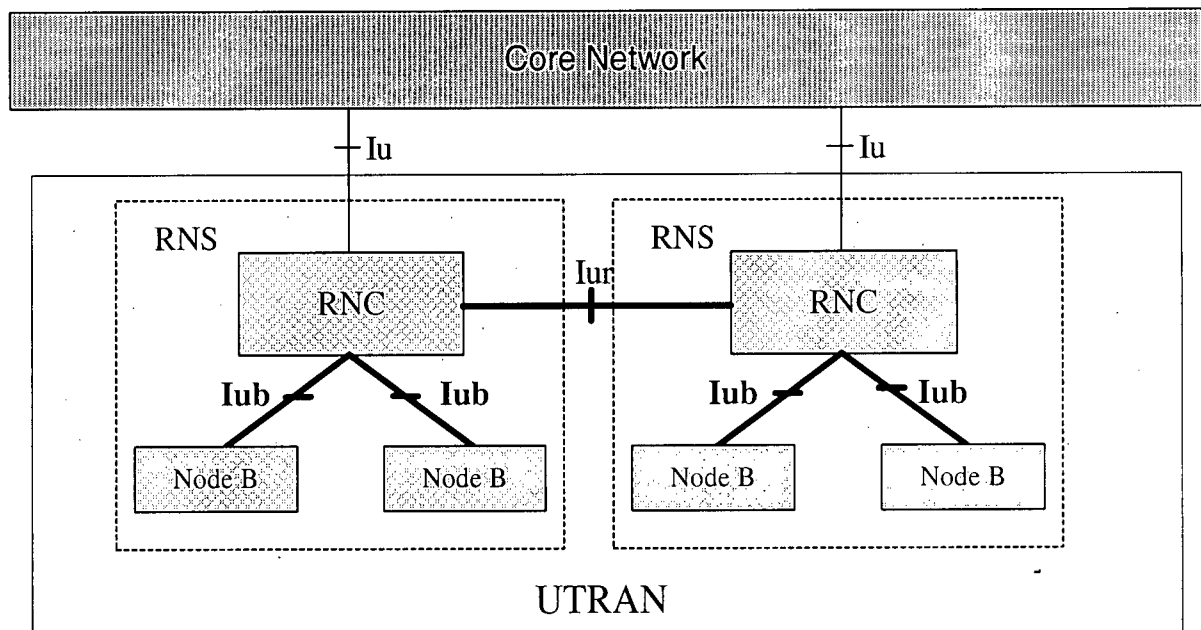 Core Network
Iu
Iu
RNS
RNS
RNC
Iur
RNC
Iub
Iub
Iub
Iub
Node B
Node B
Node B
Node B
UTRAN